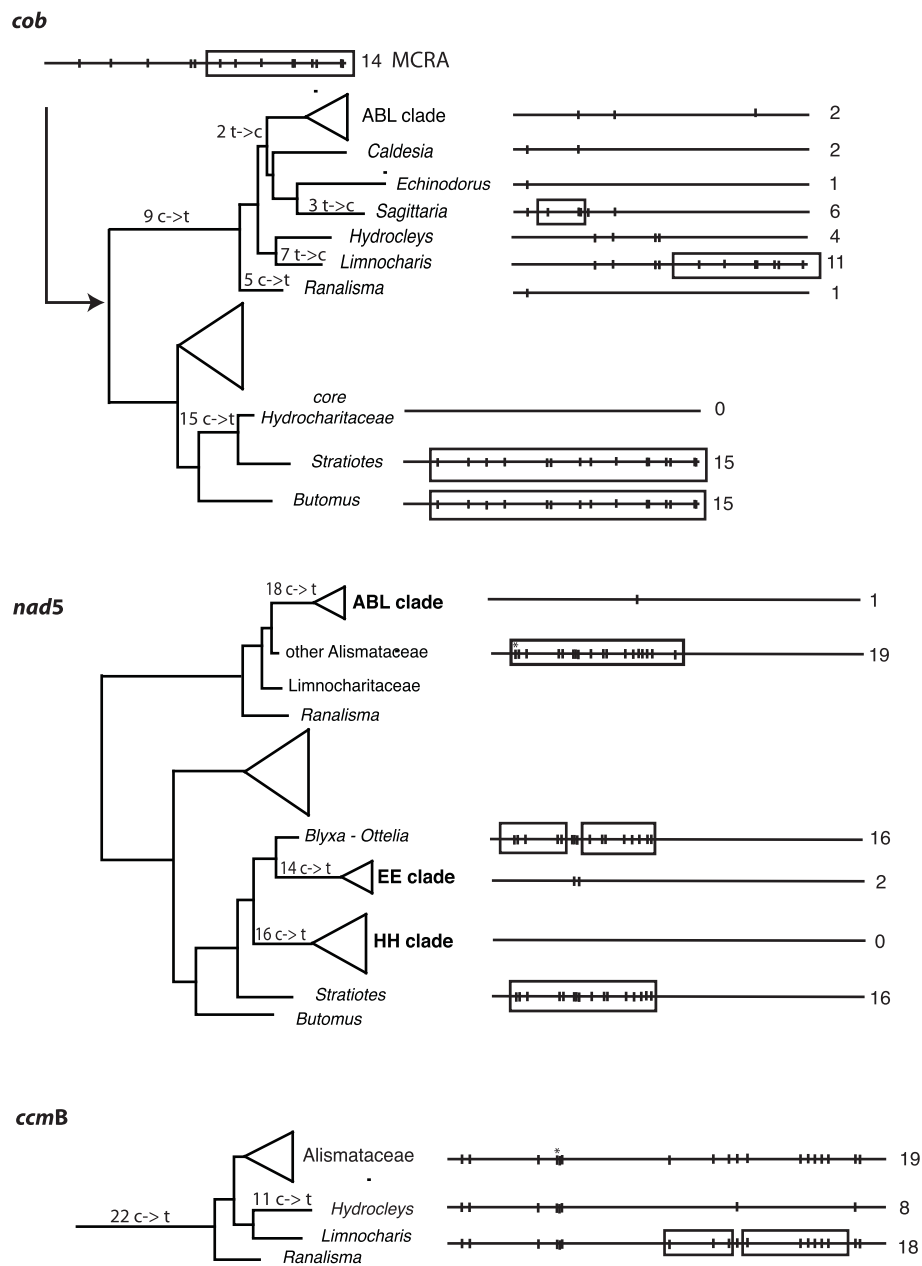 cob
14 MCRA
ABL clade 2
2 t->c
Caldesia 2
Echinodorus 1
3 t->c Sagittaria 6
9 c->t
Hydrocleys 4
7 t->c Limnocharis 11
5 c->t Ranalisma 1
core
Hydrocharitaceae 0
15 c->t
Stratiotes 15
Butomus 15
nad5
18 c-> t
ABL clade 1
*
other Alismataceae 19
Limnocharitaceae
Ranalisma
Blyxa - Ottelia 16
14 c-> t
EE clade 2
16 c-> t HH clade 0
Stratiotes 16
Butomus
ccmB
*
Alismataceae 19
11 c-> t Hydrocleys 8
22 c-> t
Limnocharis 18
Ranalisma